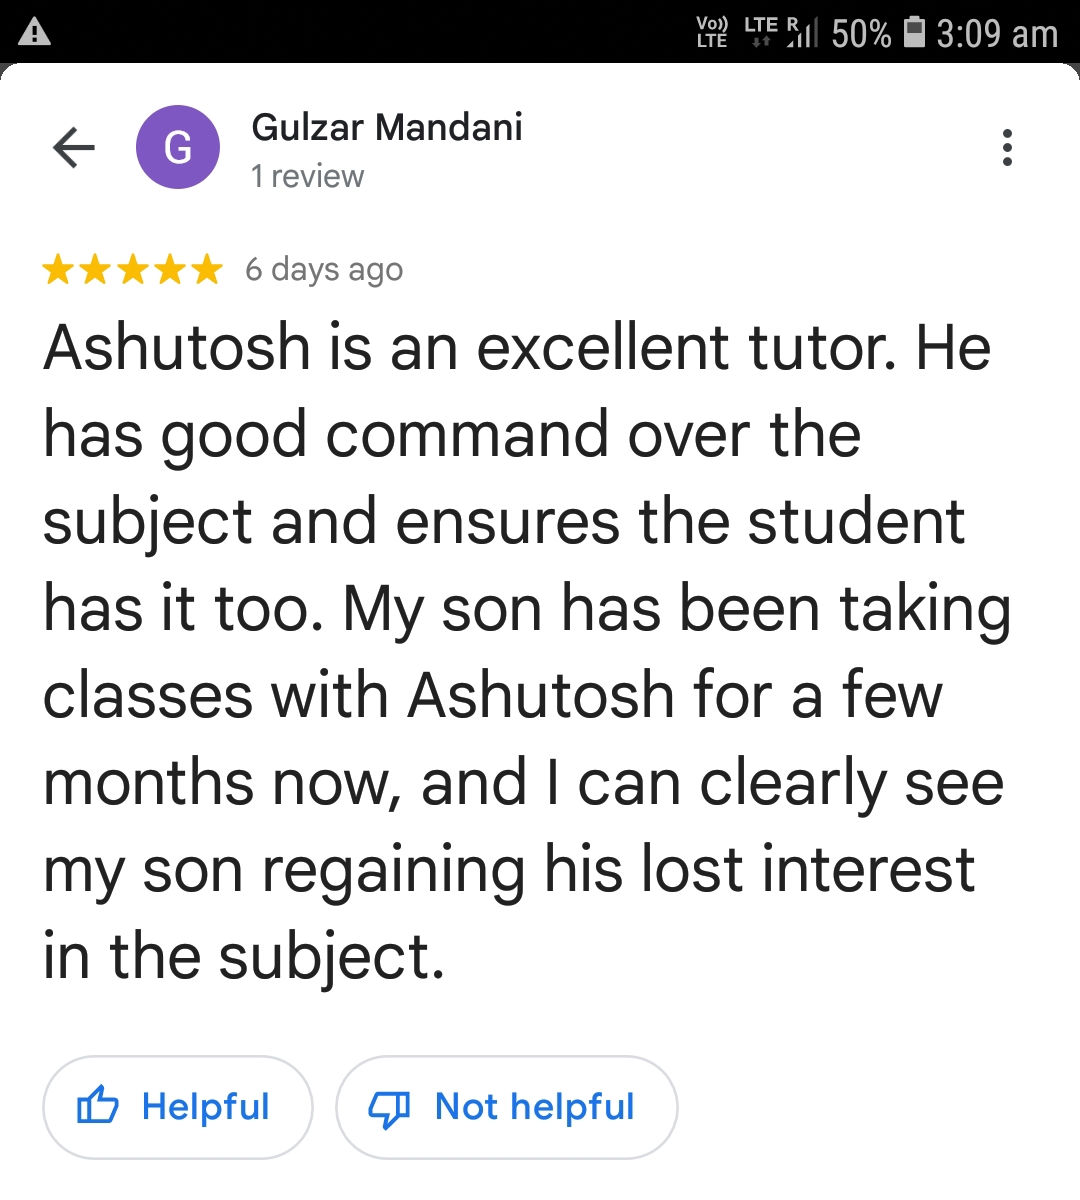 Vo)) LTE LTE R 50% 3:09 am
G
Gulzar Mandani
1 review
6 days ago
Ashutosh is an excellent tutor. He
has good command over the
subject and ensures the student
has it too. My son has been taking
classes with Ashutosh for a few
months now, and I can clearly see
my son regaining his lost interest
in the subject.
Helpful
Not helpful